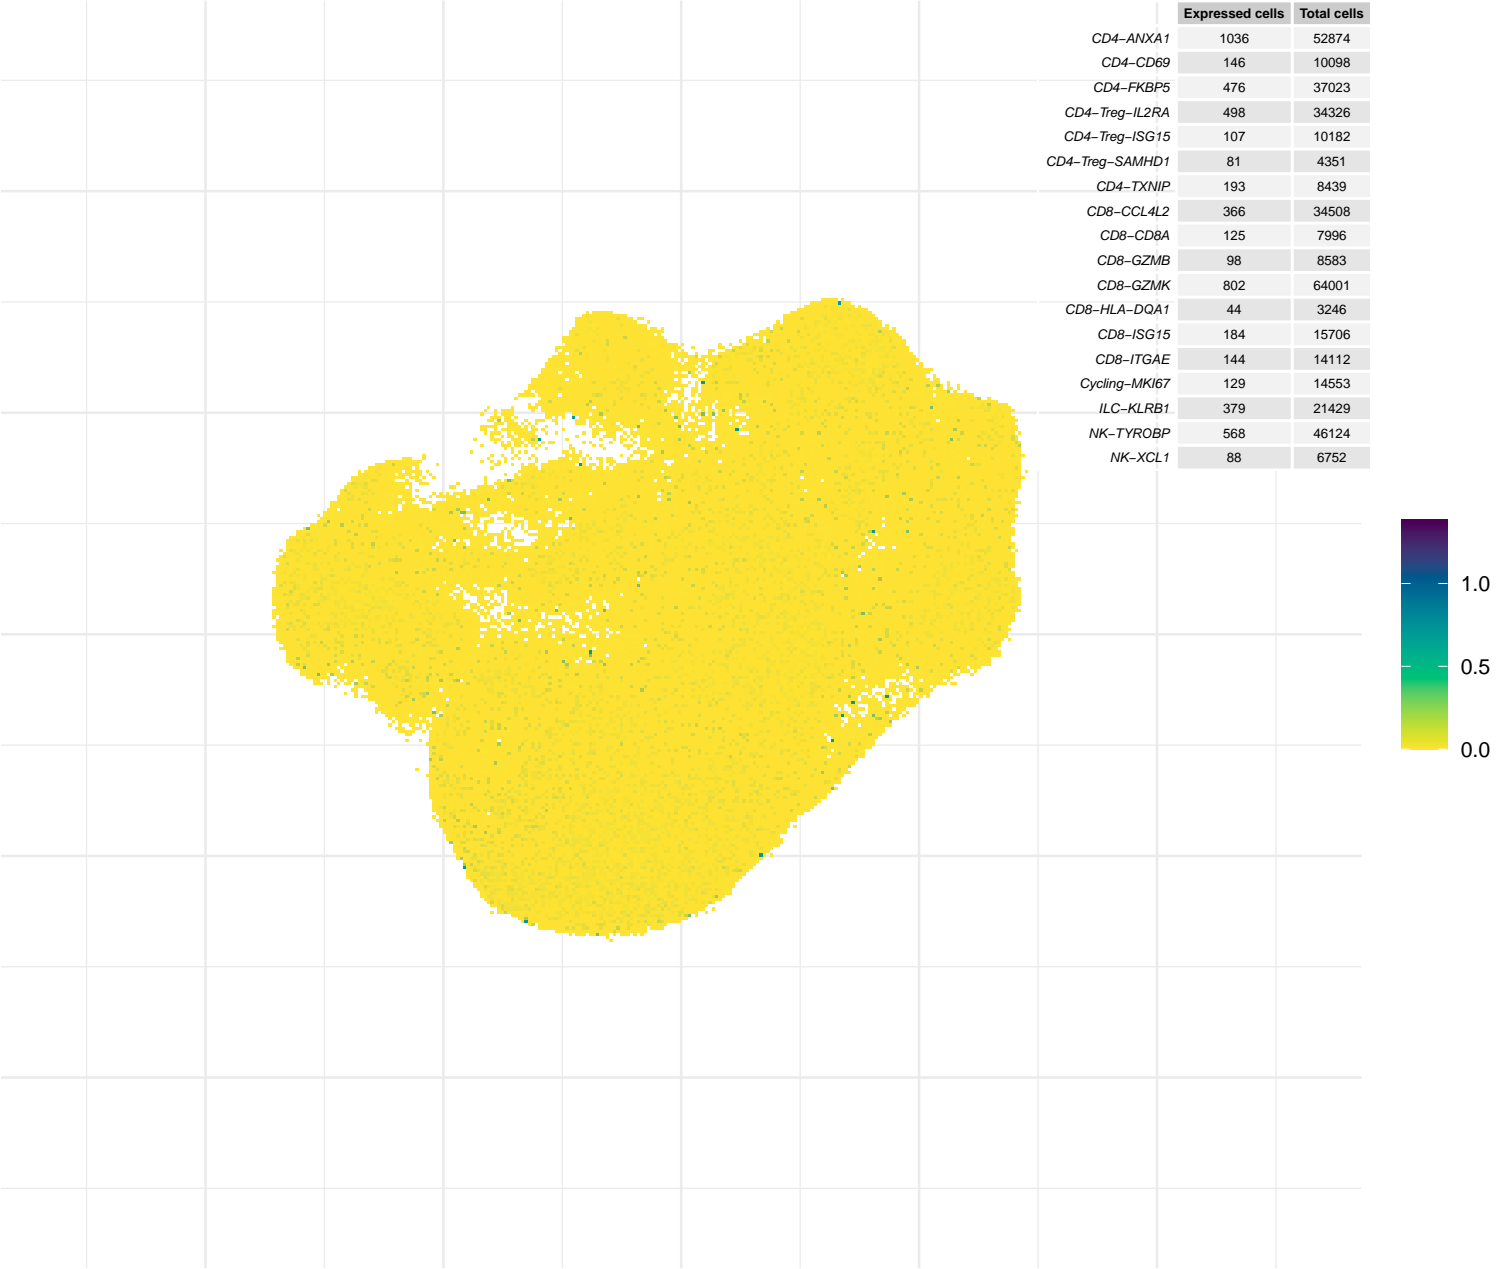 Expressed cells Total cells
CD4−ANXA1 1036 52874
CD4−CD69 146 10098
CD4−FKBP5 476 37023
CD4−Treg−IL2RA 498 34326
CD4−Treg−ISG15 107 10182
CD4−Treg−SAMHD1 81 4351
CD4−TXNIP 193 8439
CD8−CCL4L2 366 34508
CD8−CD8A 125 7996
CD8−GZMB 98 8583
CD8−GZMK 802 64001
CD8−HLA−DQA1 44 3246
CD8−ISG15 184 15706
CD8−ITGAE 144 14112
Cycling−MKI67 129 14553
ILC−KLRB1 379 21429
NK−TYROBP 568 46124
NK−XCL1 88 6752
1.0
0.5
0.0